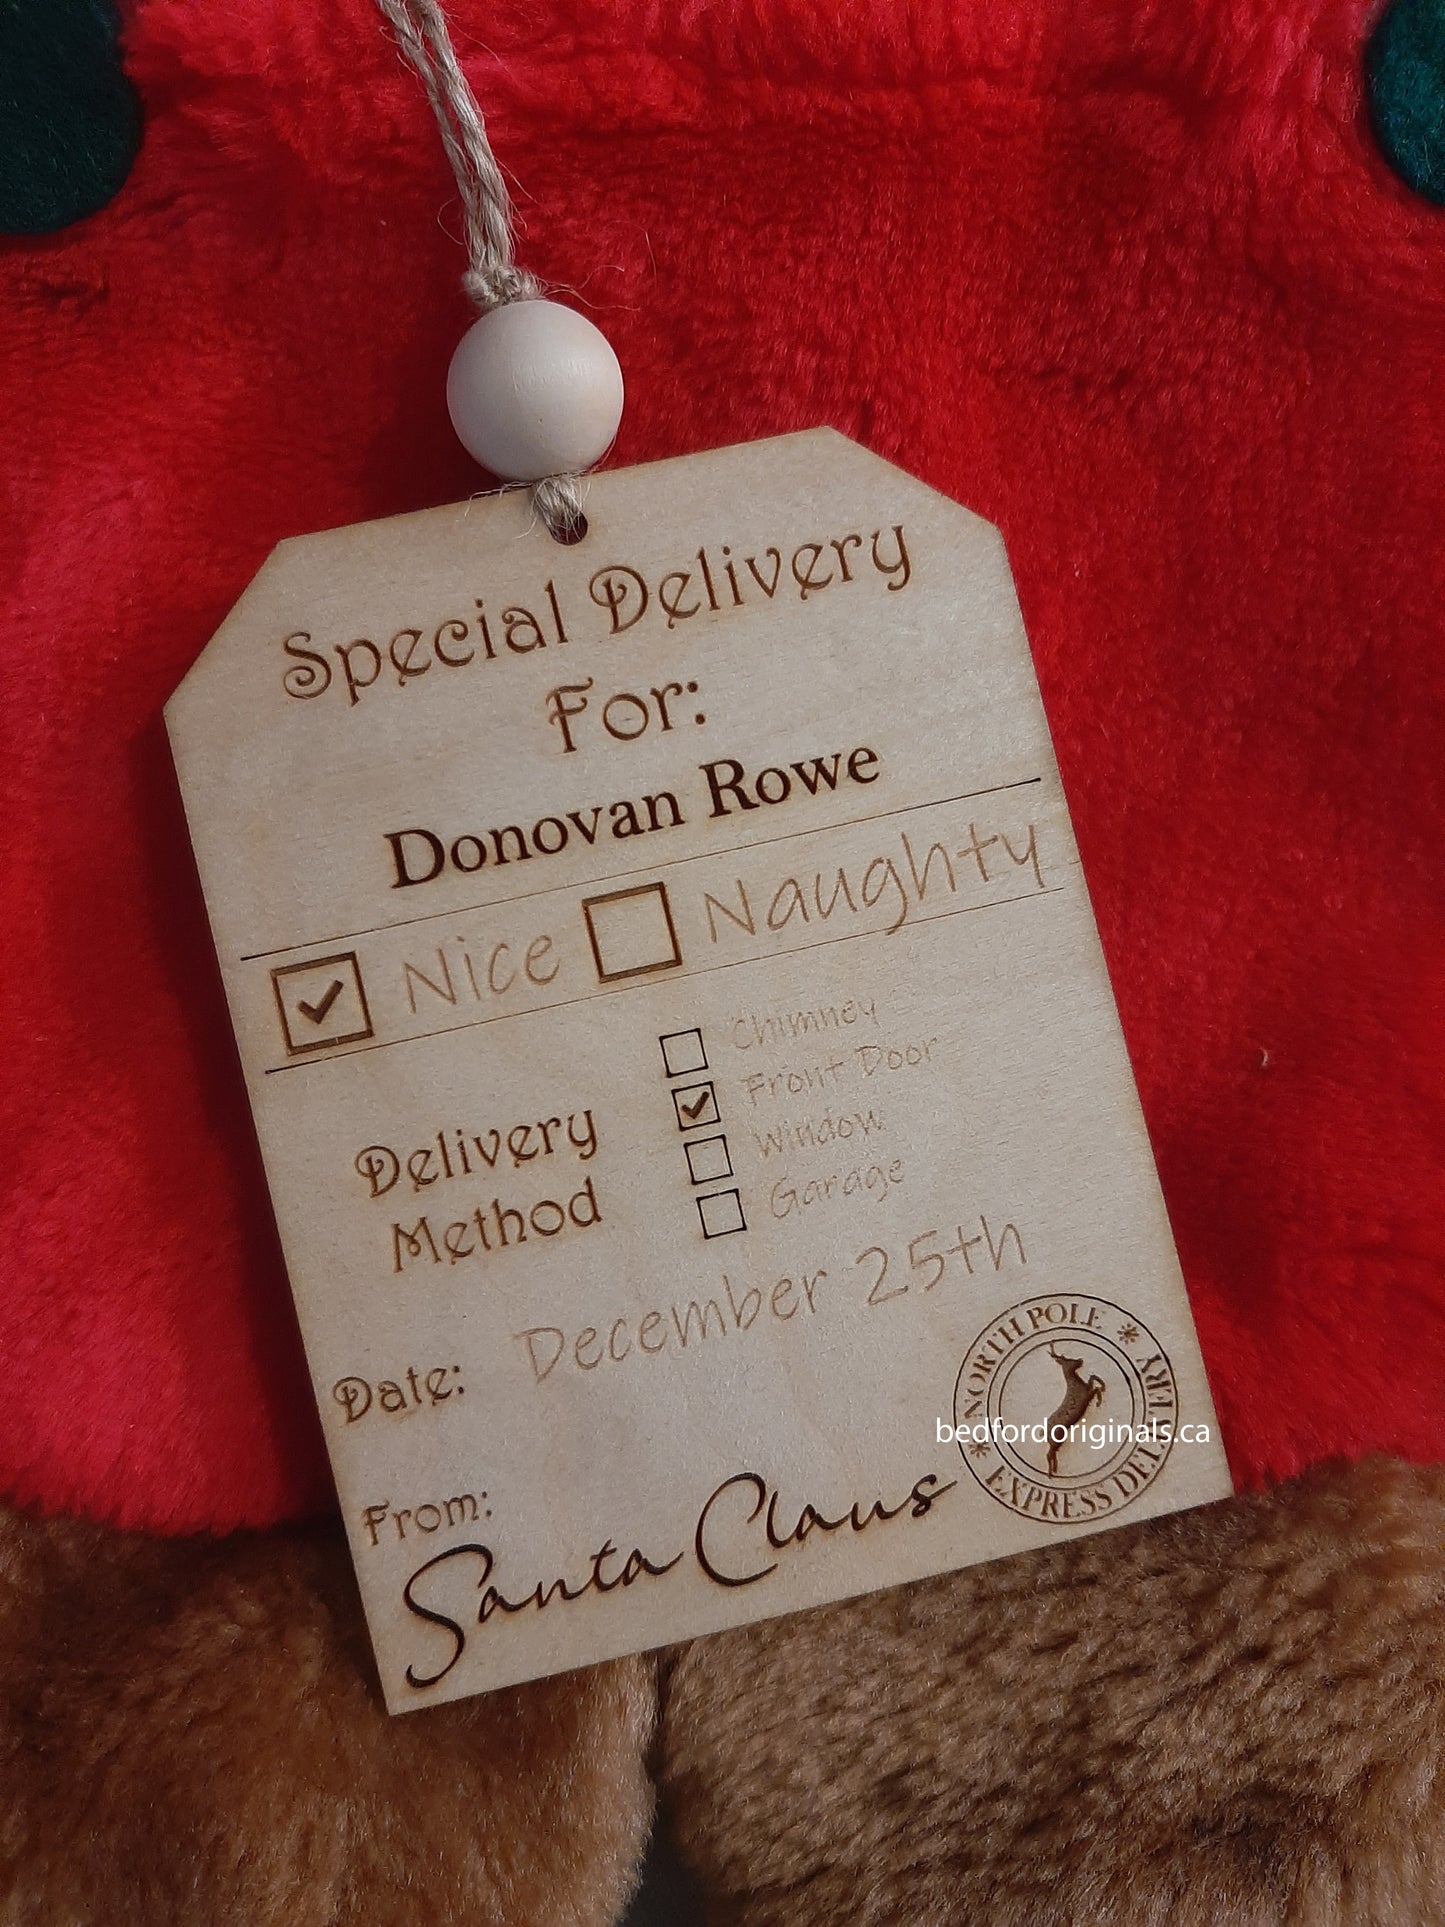 Special Delivery
For:
Donovan Rowe
Nice Naughty
Delivery
Method
Chimney
Front Door
Window
Garage
Date: December 25th
From:
Santa Claus
NORTH POLE
EXPRESS DELIVERY
bedfordoriginals.ca